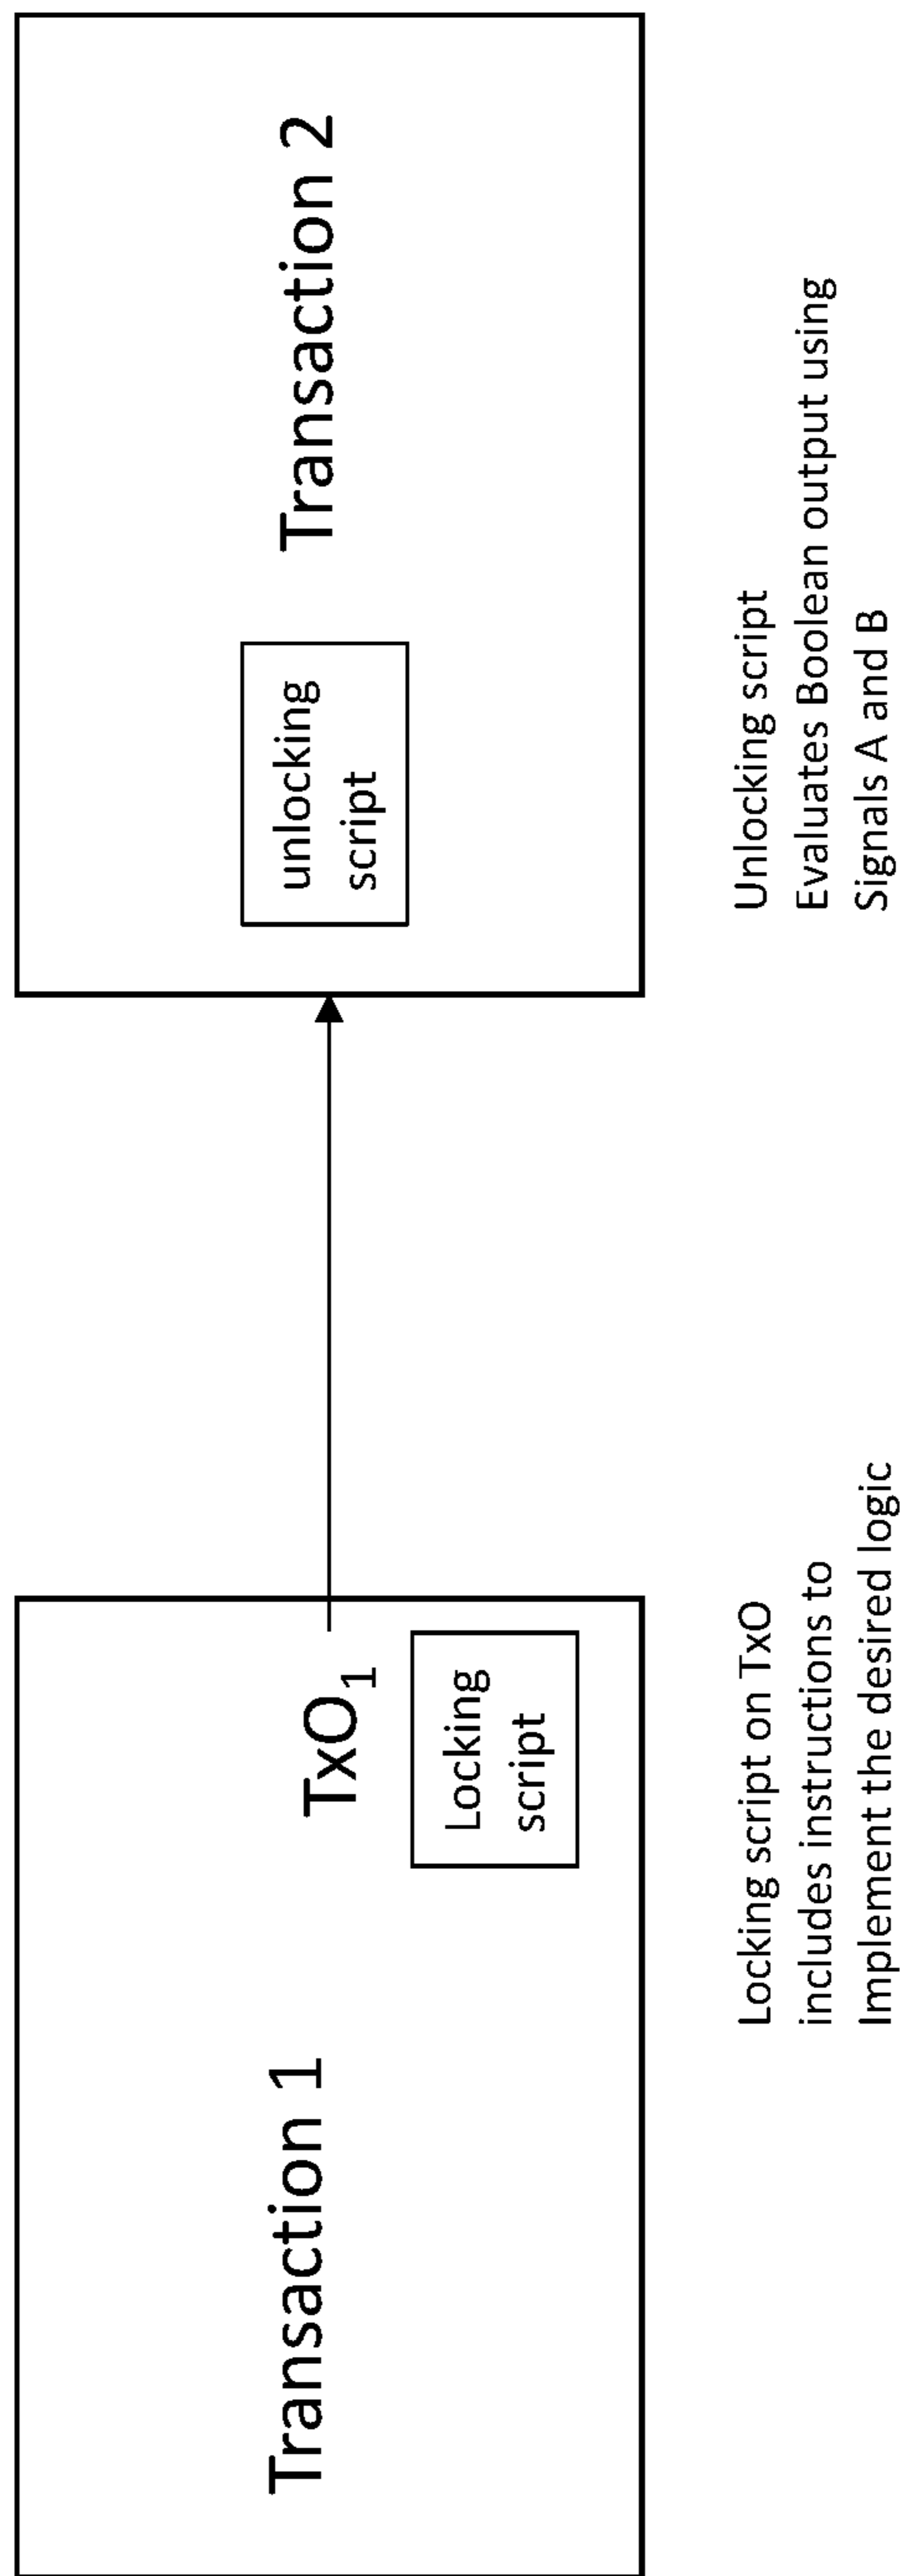 Transaction 1
TxO1
Locking
script
Locking script on TxO
includes instructions to
Implement the desired logic
Transaction 2
unlocking
script
Unlocking script
Evaluates Boolean output using
Signals A and B